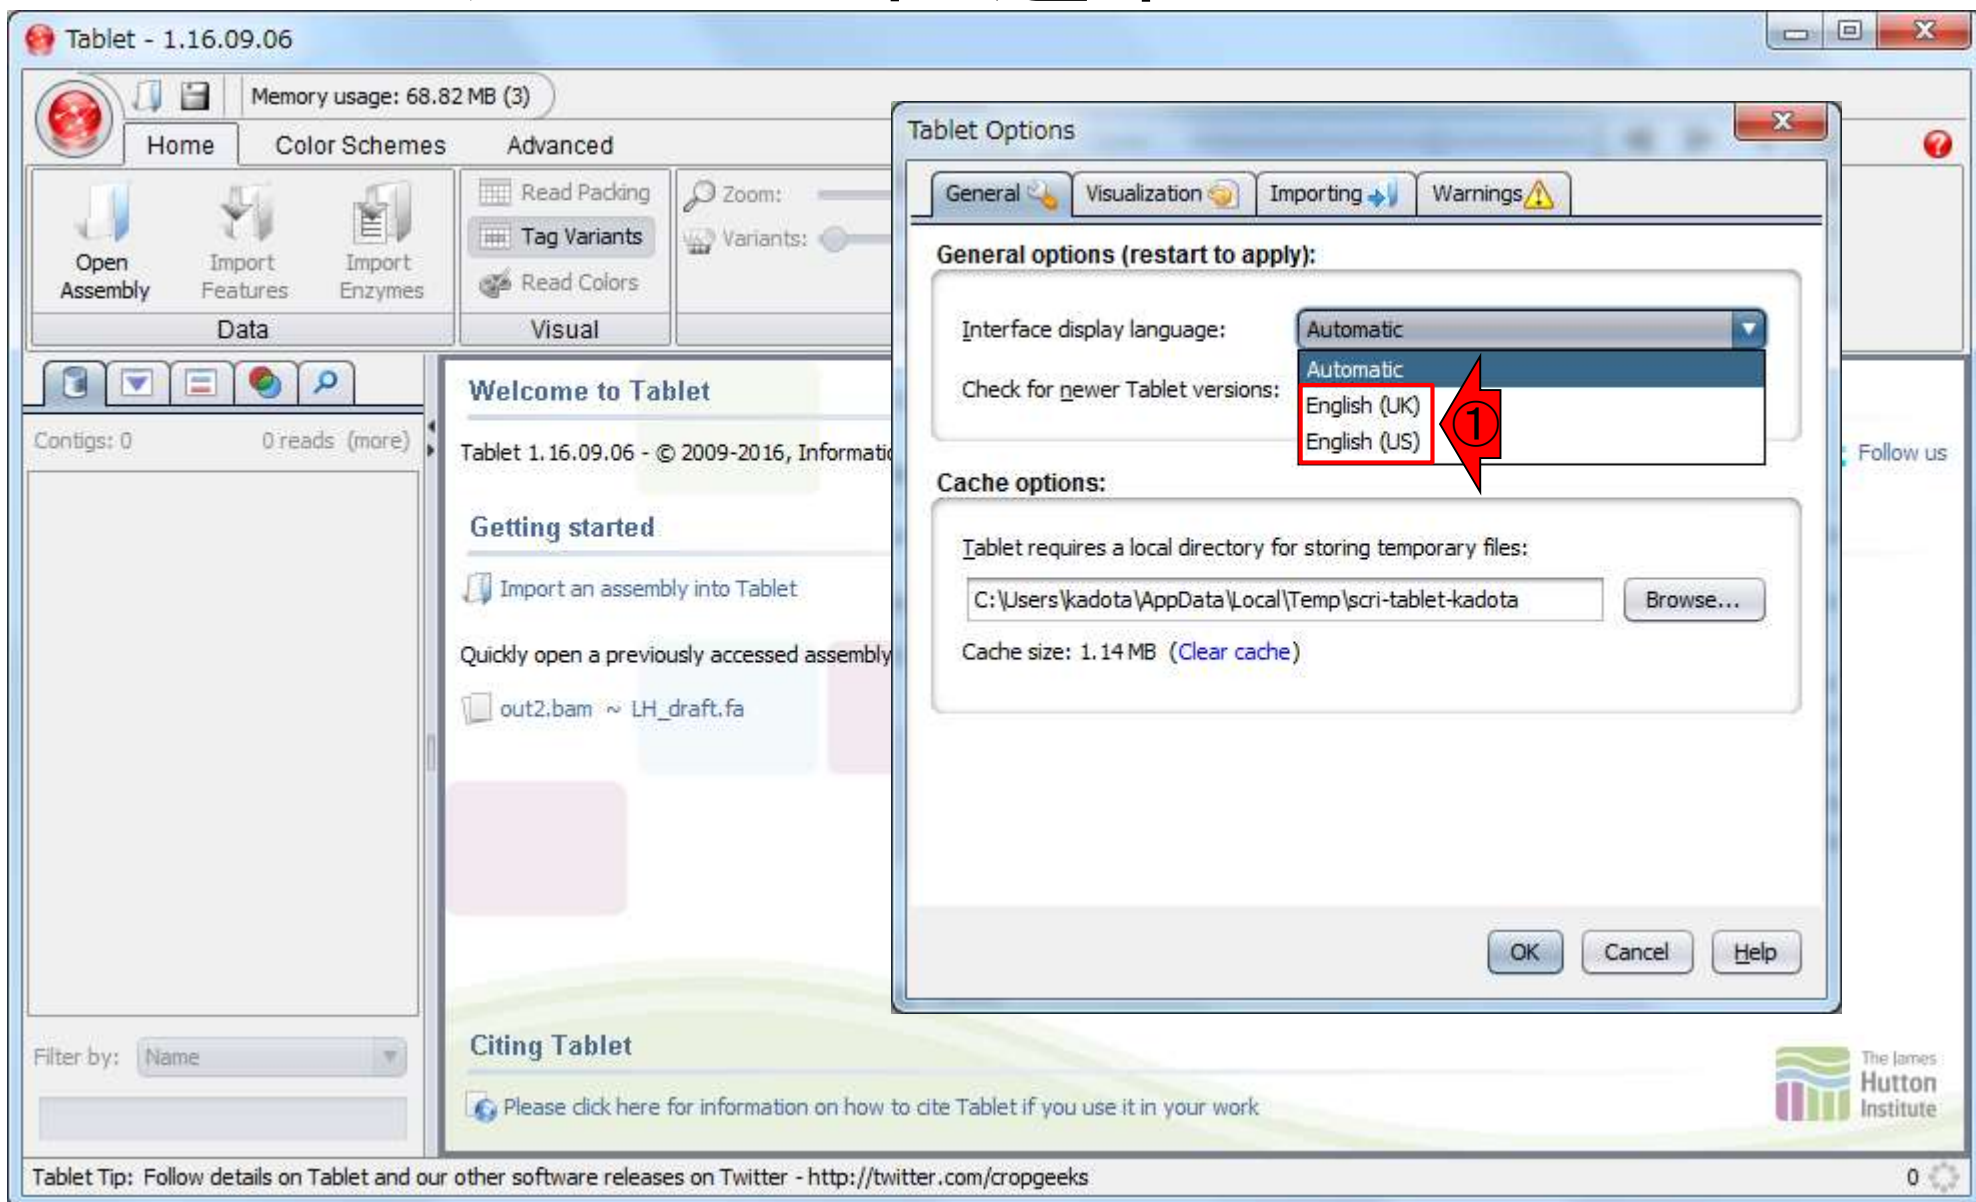 Tablet - 1.16.09.06
Memory usage: 68.82 MB (3)
Home Color Schemes Advanced
Open Assembly
Import Features
Import Enzymes
Data
Read Packing
Tag Variants
Read Colors
Visual
Zoom:
Variants:
Contigs: 0 0 reads (more)
Filter by: Name
Welcome to Tablet
Tablet 1.16.09.06 - © 2009-2016,
Follow us
Getting started
Import an assembly into Tablet
Quickly open a previously accessed assembly
out2.bam ~ LH_draft.fa
Citing Tablet
Please click here for information on how to cite Tablet if you use it in your work
The James
Hutton
Institute
Tablet Options
General Visualization Importing Warnings
General options (restart to apply):
Interface display language: Automatic
Automatic
English (UK)
English (US)
①
Check for newer Tablet versions:
Cache options:
Tablet requires a local directory for storing temporary files:
C:\Users\kadota\AppData\Local\Temp\scri-tablet-kadota Browse...
Cache size: 1.14 MB (Clear cache)
OK Cancel Help
Tablet Tip: Follow details on Tablet and our other software releases on Twitter - http://twitter.com/cropgeeks
0